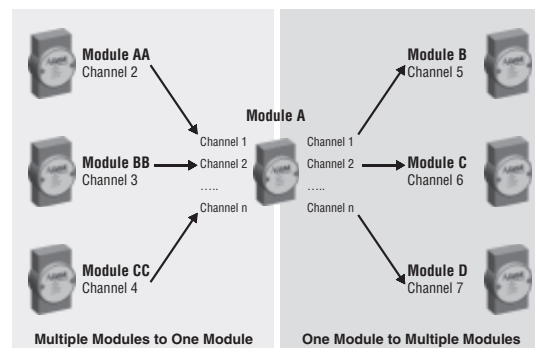 Module AA
Channel 2
Module BB
Channel 3
Module CC
Channel 4
Module A
Channel 1
Channel 2
.....
Channel n
Channel 1
Channel 2
.....
Channel n
Module B
Channel 5
Module C
Channel 6
Module D
Channel 7
Multiple Modules to One Module
One Module to Multiple Modules